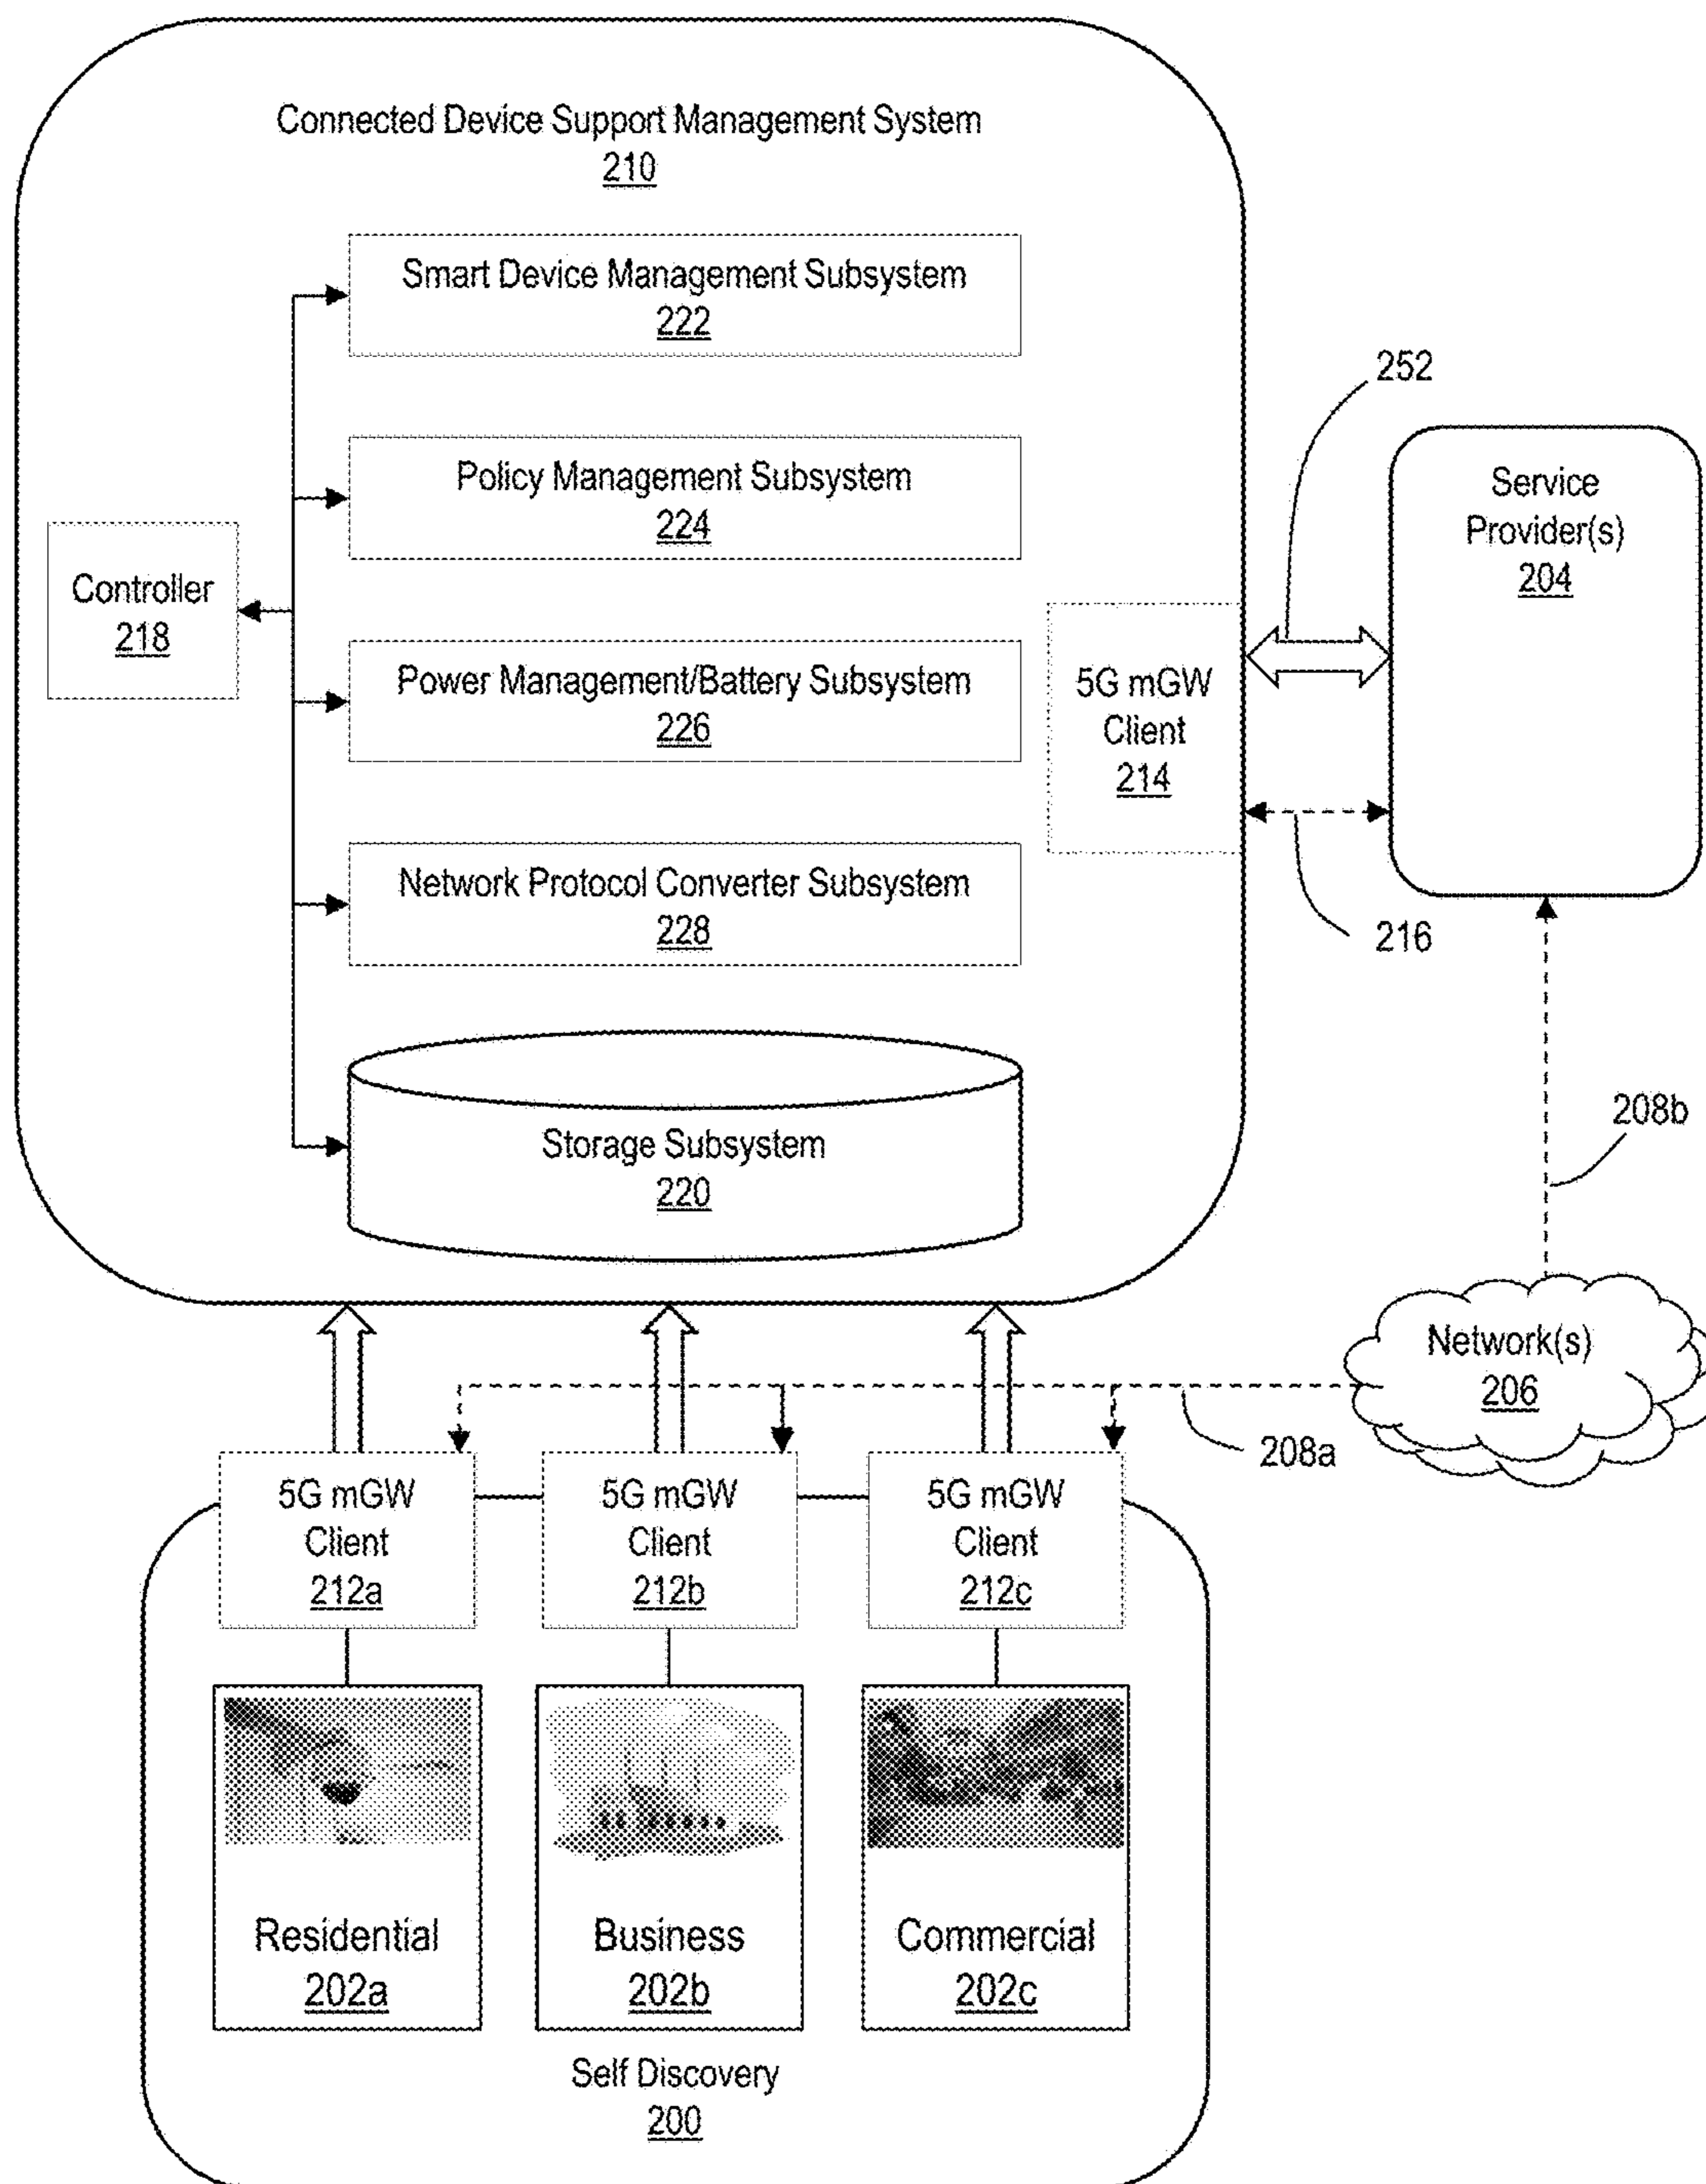 Connected Device Support Management System
210
Smart Device Management Subsystem
222
252
Policy Management Subsystem
224
Service
Provider(s)
204
Controller
218
Power Management/Battery Subsystem
226
5G mGW
Client
214
Network Protocol Converter Subsystem
228
216
208b
Storage Subsystem
220
Network(s)
206
208a
5G mGW
Client
212a
5G mGW
Client
212b
5G mGW
Client
212c
Residential
202a
Business
202b
Commercial
202c
Self Discovery
200